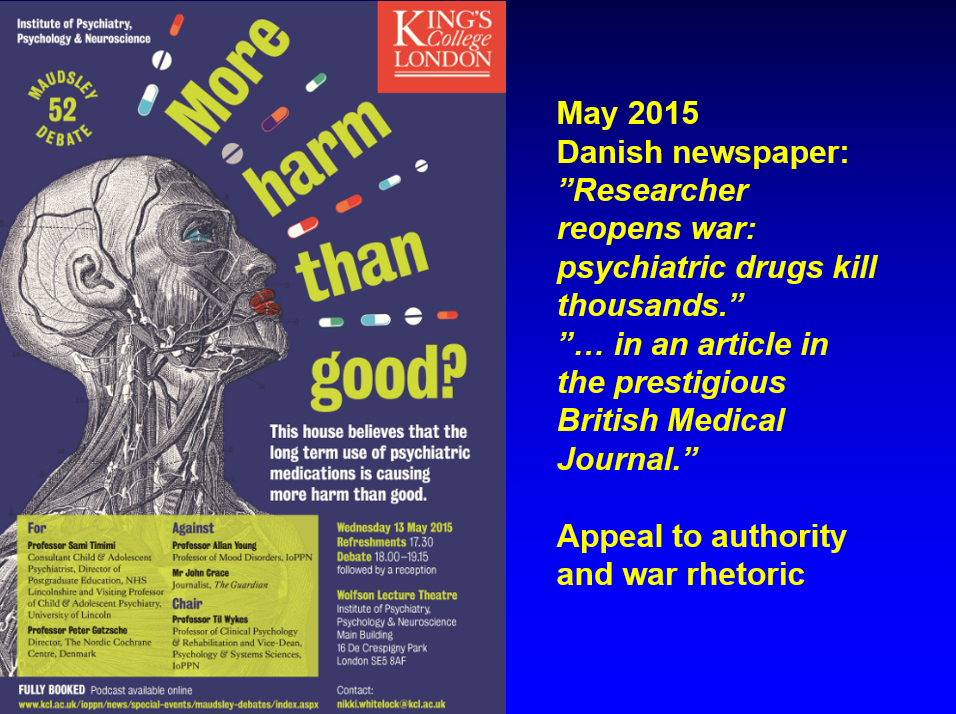 Institute of Psychiatry,
Psychology & Neuroscience
KING'S
College
LONDON
MAUDSLEY
52
DEBATE
More
harm
than
good?
This house believes that the
long term use of psychiatric
medications is causing
more harm than good.
For
Professor Sami Timimi
Consultant Child & Adolescent
Psychiatrist, Director of
Postgraduate Education, NHS
Lincolnshire and Visiting Professor
of Child & Adolescent Psychiatry,
University of Lincoln
Professor Peter Gøtzsche
Director, The Nordic Cochrane
Centre, Denmark
Against
Professor Allan Young
Professor of Mood Disorders, IoPPN
Mr John Crace
Journalist, The Guardian
Chair
Professor Til Wykes
Professor of Clinical Psychology
& Rehabilitation and Vice-Dean,
Psychology & Systems Sciences,
IoPPN
Wednesday 13 May 2015
Refreshments 17.30
Debate 18.00–19.15
followed by a reception
Wolfson Lecture Theatre
Institute of Psychiatry,
Psychology & Neuroscience
Main Building
16 De Crespigny Park
London SE5 8AF
FULLY BOOKED Podcast available online
www.kcl.ac.uk/ioppn/news/special-events/maudsley-debates/index.aspx
Contact:
nikki.whitelock@kcl.ac.uk
May 2015
Danish newspaper:
”Researcher
reopens war:
psychiatric drugs kill
thousands.”
”… in an article in
the prestigious
British Medical
Journal.”
Appeal to authority
and war rhetoric